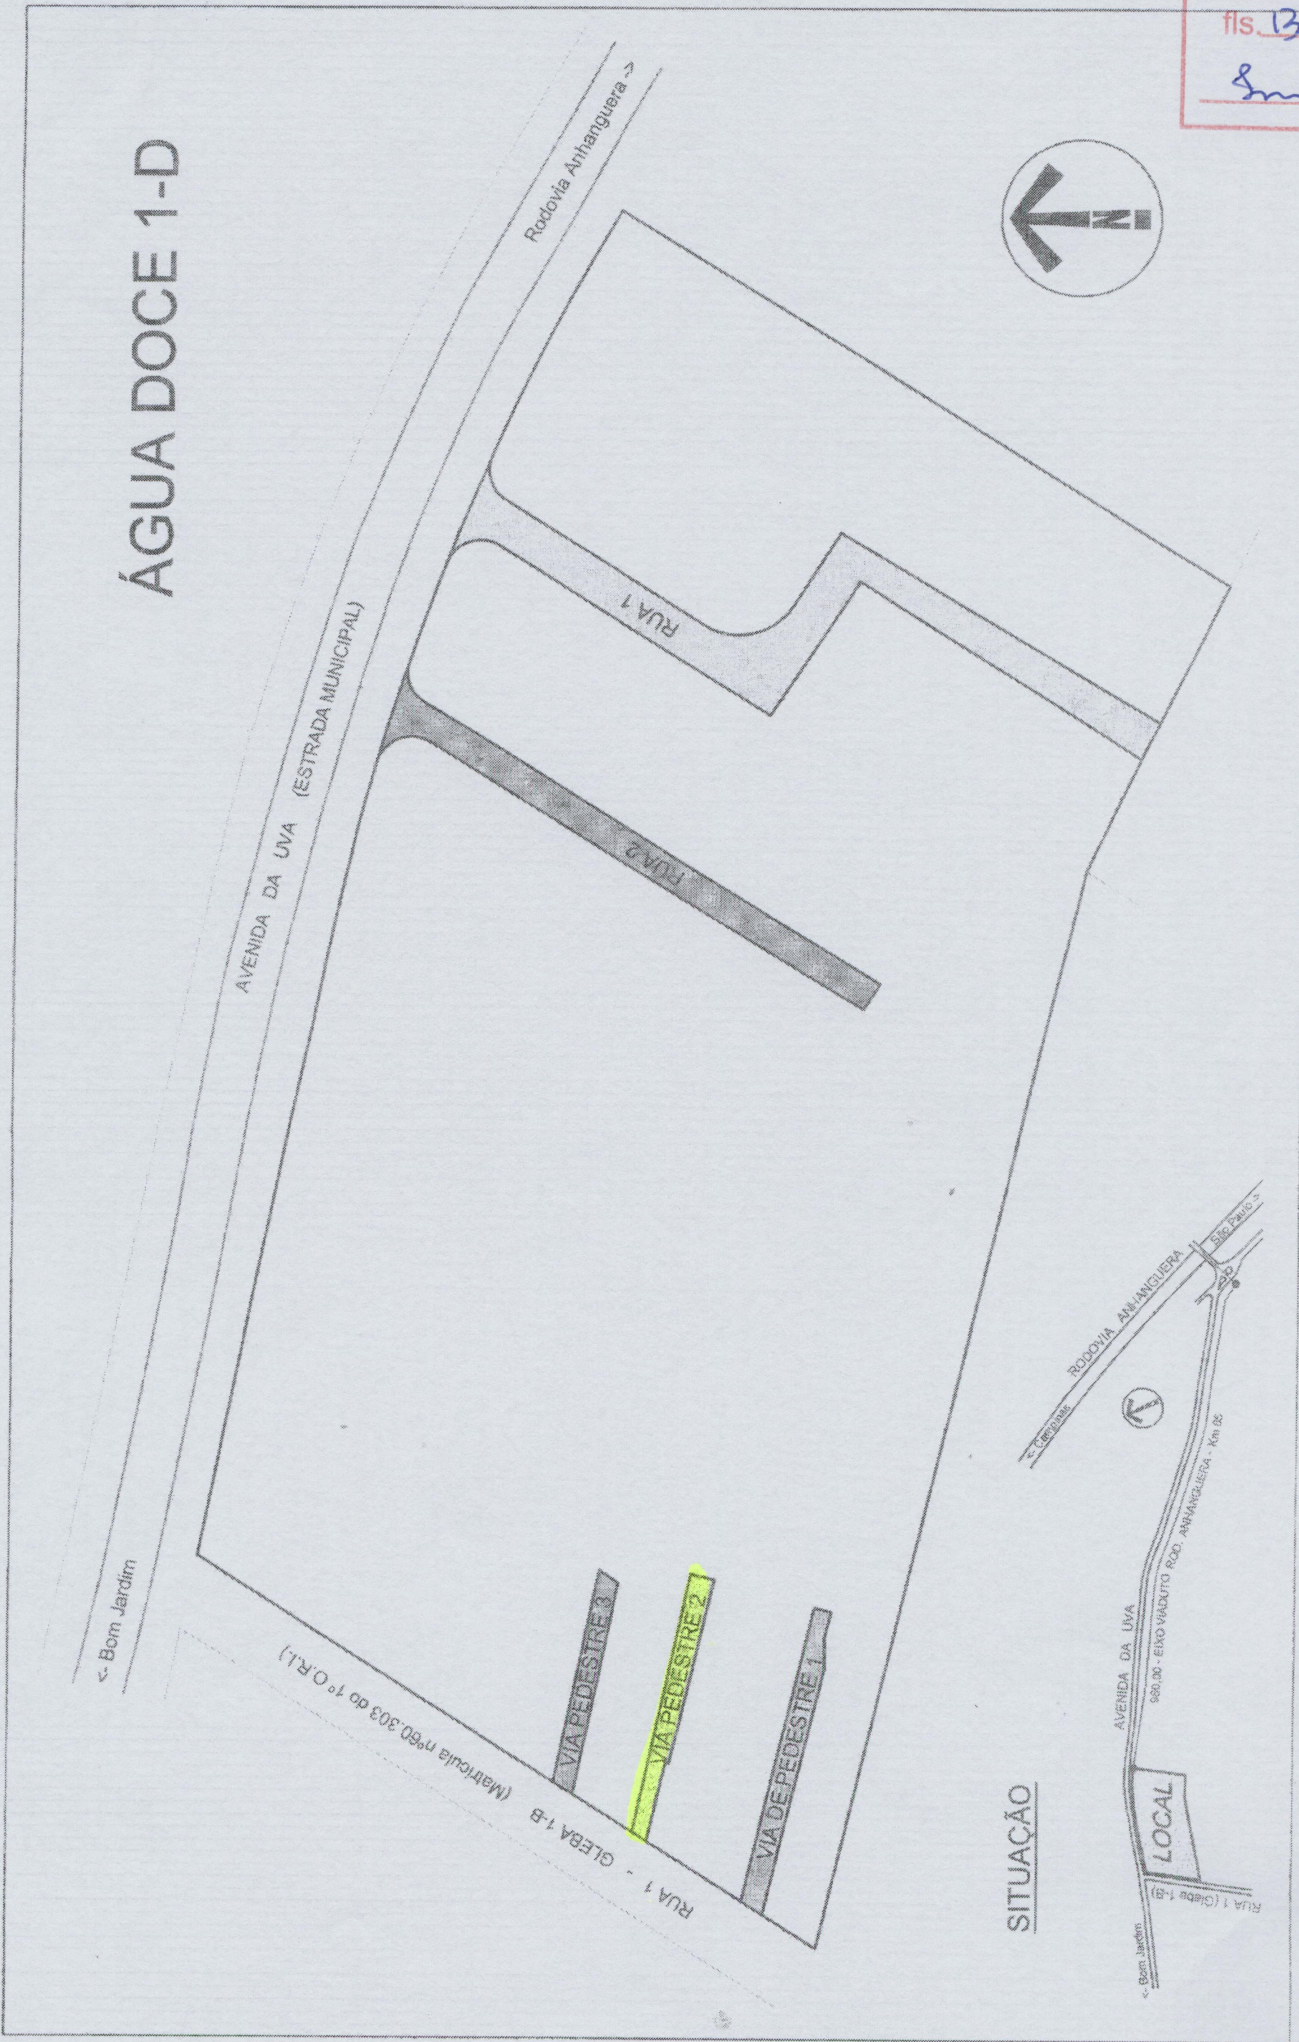 fls. 13
ÁGUA DOCE 1-D
Rodovia Anhanguera ->
N
AVENIDA DA UVA (ESTRADA MUNICIPAL)
<- Bom Jardim
RUA 1
RUA 2
VIA PEDESTRE 3
VIA PEDESTRE 2
VIA DE PEDESTRE 1
RUA 1 - GLEBA 1-B (Matrícula nº60.303 do 1º O.R.I.)
SITUAÇÃO
<- Campinas
RODOVIA ANHANGUERA
São Paulo ->
AVENIDA DA UVA
980,00 - EIXO VIADUTO ROD. ANHANGUERA - Km 65
LOCAL
<- Bom Jardim
RUA 1 (Gleba 1-B)